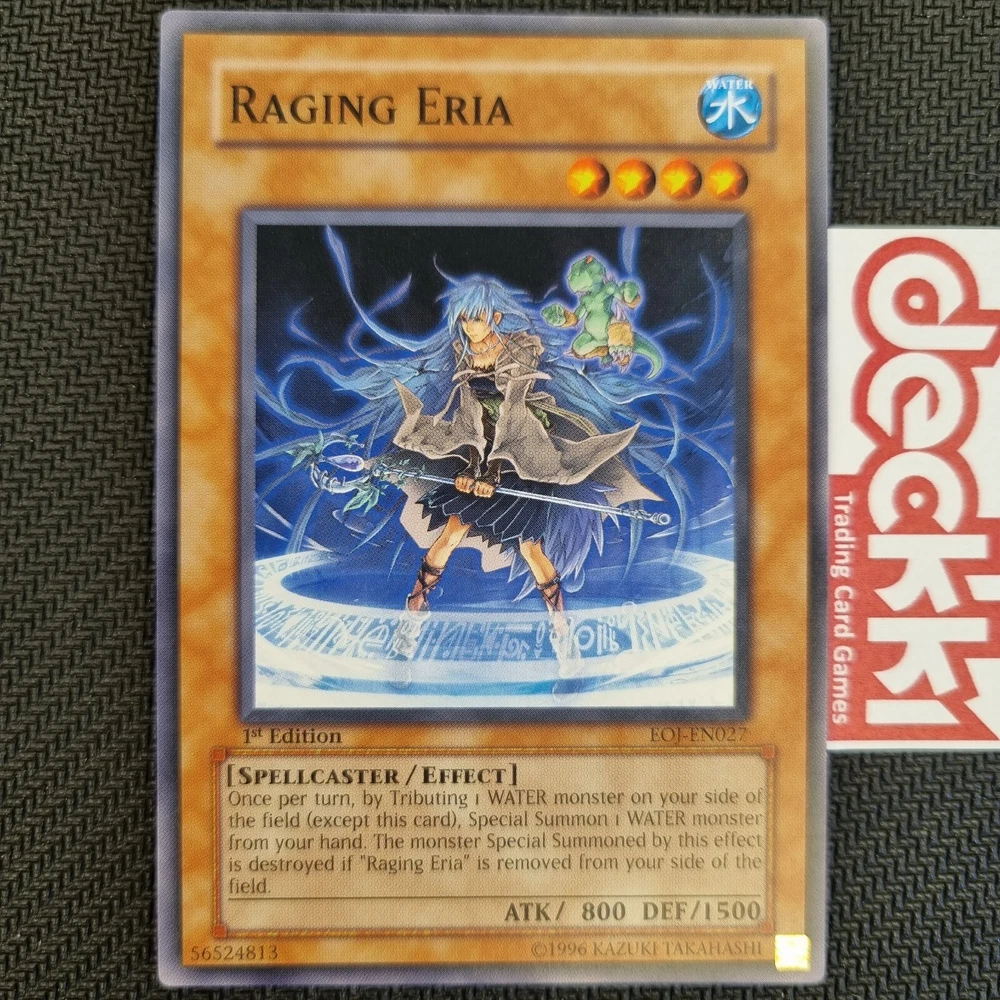 RAGING ERIA
WATER
水
1st Edition
EOJ-EN027
[SPELLCASTER/EFFECT]
Once per turn, by Tributing 1 WATER monster on your side of
the field (except this card), Special Summon 1 WATER monster
from your hand. The monster Special Summoned by this effect
is destroyed if "Raging Eria" is removed from your side of the
field.
ATK/ 800 DEF/1500
56524813
©1996 KAZUKI TAKAHASHI
deckk1
Trading Card Games